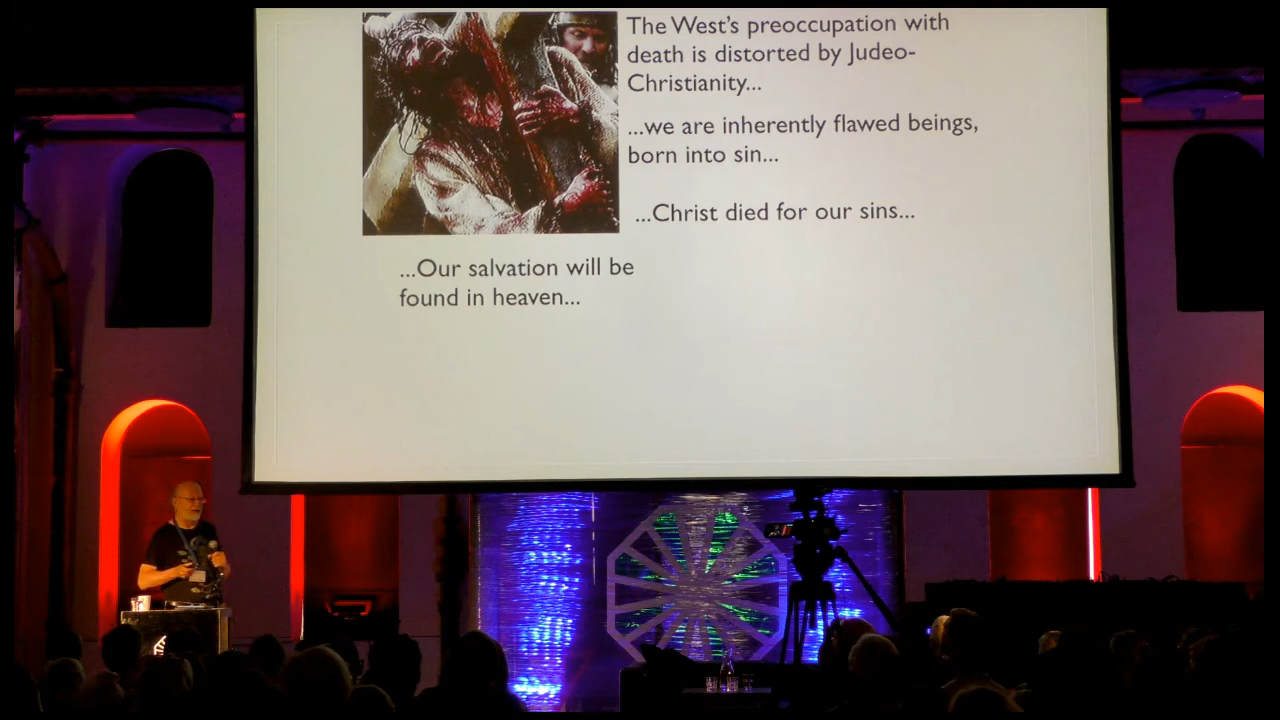 The West's preoccupation with
death is distorted by Judeo-
Christianity...
...we are inherently flawed beings,
born into sin...
...Christ died for our sins...
...Our salvation will be
found in heaven...